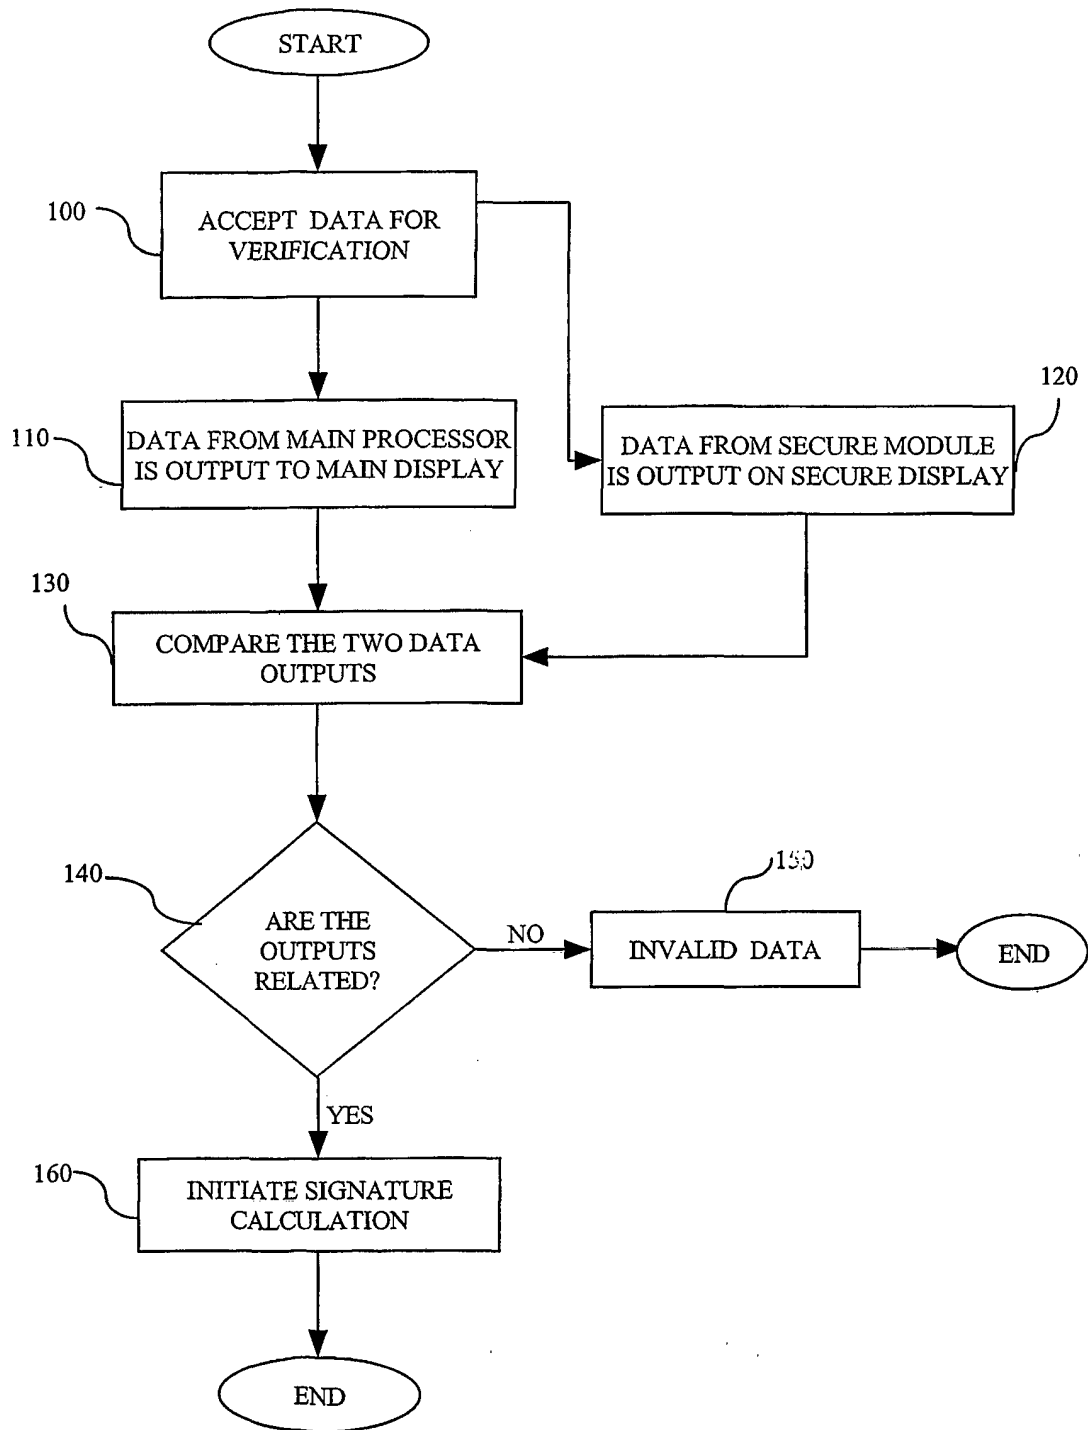 START
100
ACCEPT DATA FOR
VERIFICATION
120
110
DATA FROM MAIN PROCESSOR
IS OUTPUT TO MAIN DISPLAY
DATA FROM SECURE MODULE
IS OUTPUT ON SECURE DISPLAY
130
COMPARE THE TWO DATA
OUTPUTS
140
ARE THE
OUTPUTS
RELATED?
NO
150
INVALID DATA
END
YES
160
INITIATE SIGNATURE
CALCULATION
END